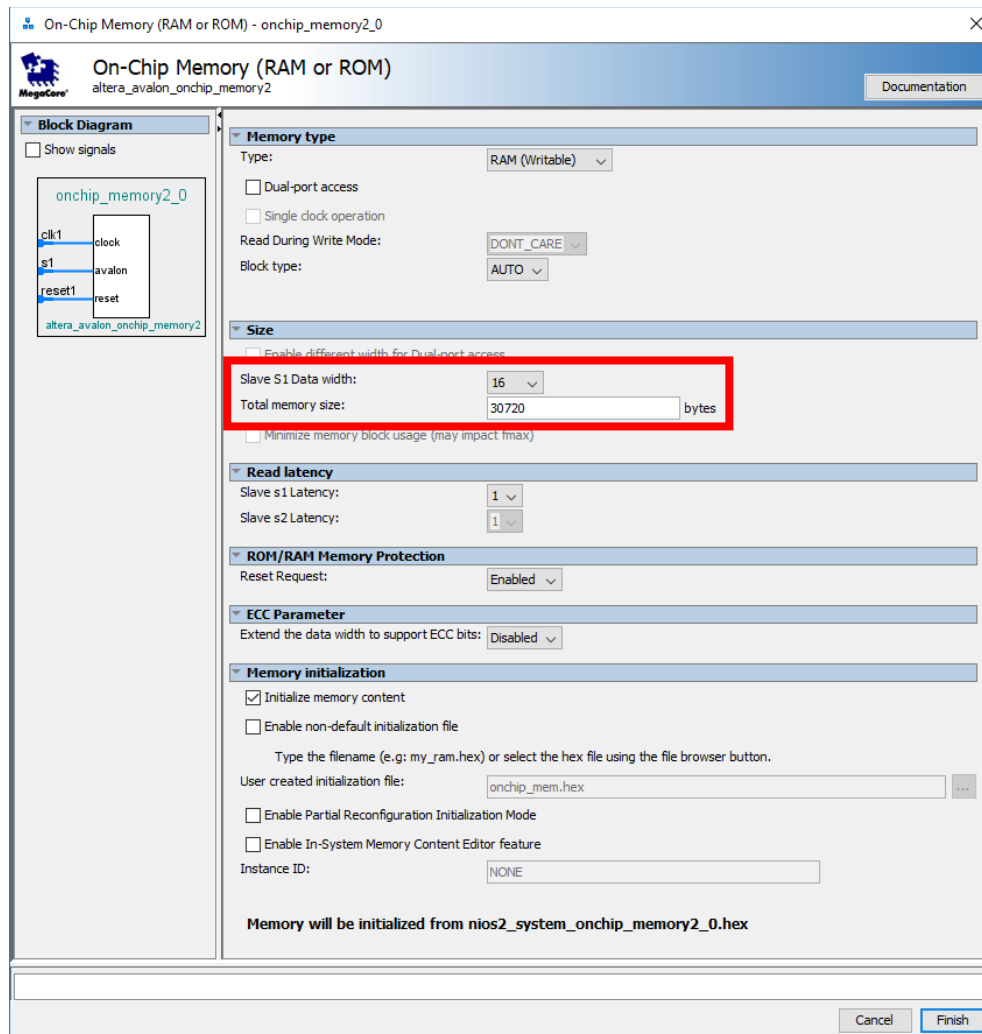 On-Chip Memory (RAM or ROM) - onchip_memory2_0
MegaCore®
On-Chip Memory (RAM or ROM)
altera_avalon_onchip_memory2
Documentation
Block Diagram
Show signals
onchip_memory2_0
clk1
clock
s1
avalon
reset1
reset
altera_avalon_onchip_memory2
Memory type
Type: RAM (Writable)
Dual-port access
Single clock operation
Read During Write Mode: DONT_CARE
Block type: AUTO
Size
Enable different width for Dual-port access
Slave S1 Data width: 16
Total memory size: 30720 bytes
Minimize memory block usage (may impact fmax)
Read latency
Slave s1 Latency: 1
Slave s2 Latency: 1
ROM/RAM Memory Protection
Reset Request: Enabled
ECC Parameter
Extend the data width to support ECC bits: Disabled
Memory initialization
Initialize memory content
Enable non-default initialization file
Type the filename (e.g: my_ram.hex) or select the hex file using the file browser button.
User created initialization file: onchip_mem.hex ...
Enable Partial Reconfiguration Initialization Mode
Enable In-System Memory Content Editor feature
Instance ID: NONE
Memory will be initialized from nios2_system_onchip_memory2_0.hex
Cancel Finish